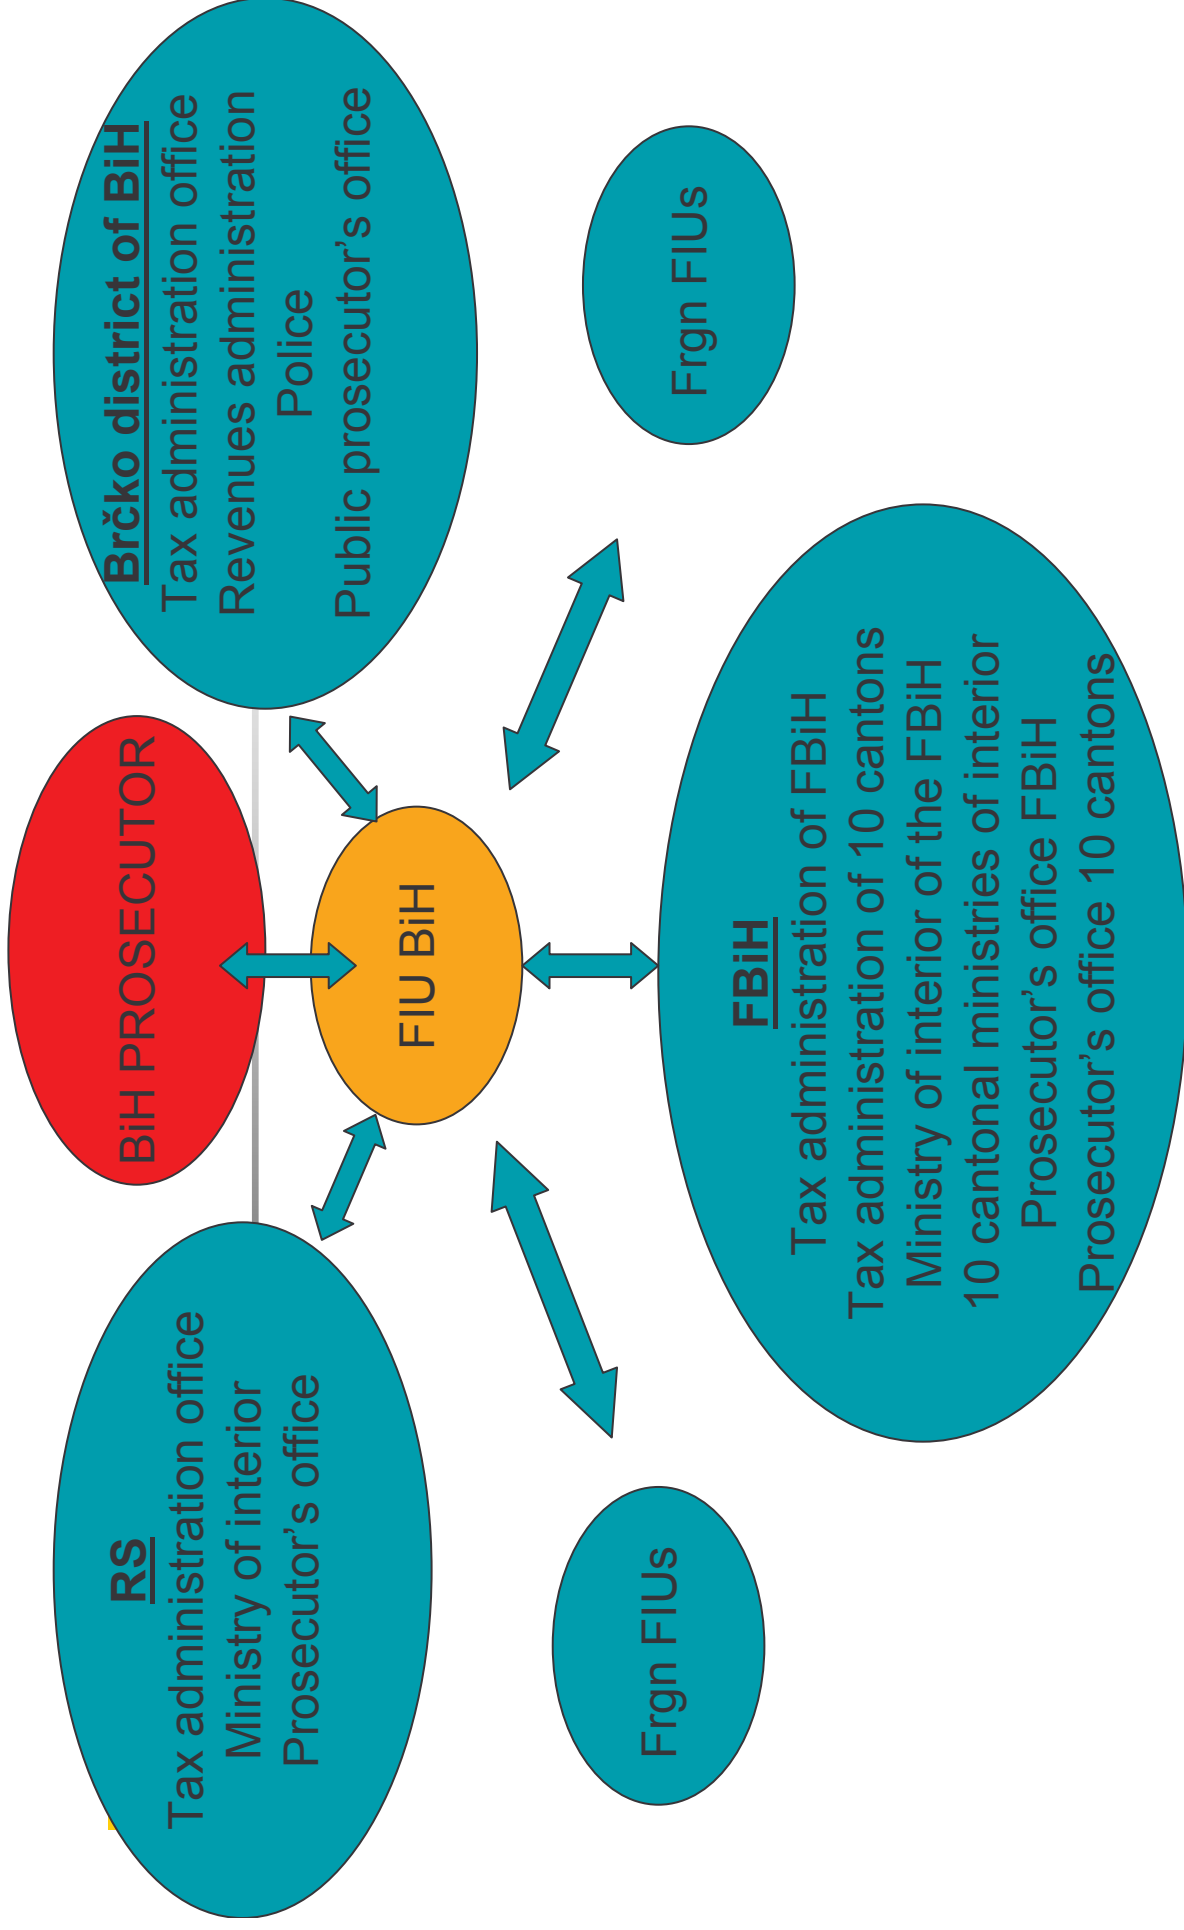 BiH PROSECUTOR
RS
Tax administration office
Ministry of interior
Prosecutor's office
Brčko district of BiH
Tax administration office
Revenues administration
Police
Public prosecutor's office
FIU BiH
Frgn FIUs
Frgn FIUs
FBiH
Tax administration of FBiH
Tax administration of 10 cantons
Ministry of interior of the FBiH
10 cantonal ministries of interior
Prosecutor's office FBiH
Prosecutor's office 10 cantons